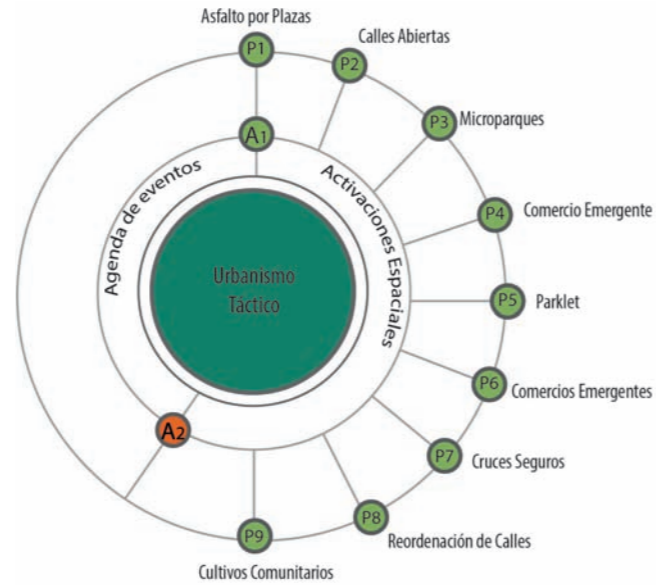 Asfalto por Plazas
P1
P2
Calles Abiertas
P3
Microparques
A1
Agenda de eventos
Activaciones Espaciales
P4
Comercio Emergente
Urbanismo
Táctico
P5
Parklet
P6
Comercios Emergentes
A2
P7
Cruces Seguros
P8
Reordenación de Calles
P9
Cultivos Comunitarios